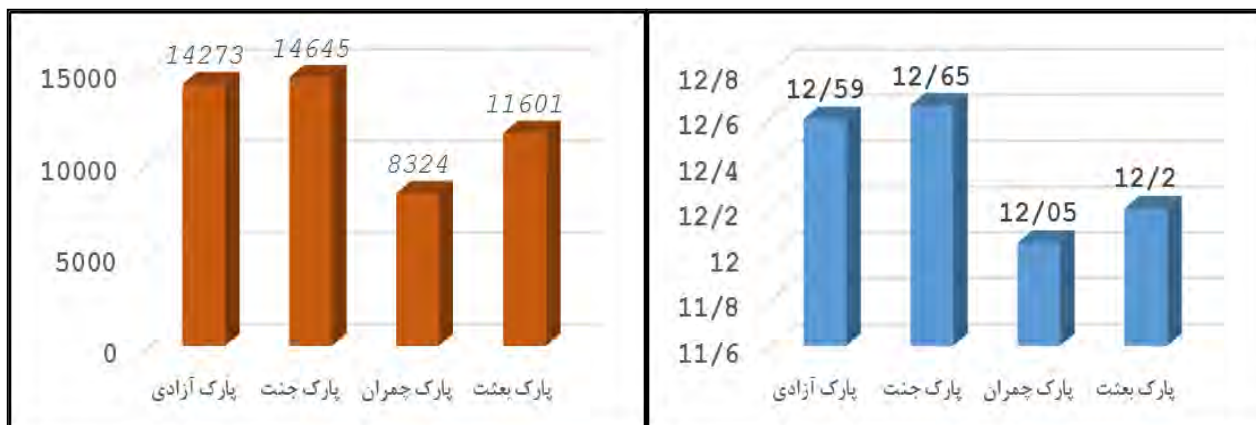 15000
10000
5000
0
14273
14645
8324
11601
پارک آزادی
پارک جنت
پارک چمران
پارک بعثت
12/8
12/6
12/4
12/2
12
11/8
11/6
12/59
12/65
12/05
12/2
پارک آزادی
پارک جنت
پارک چمران
پارک بعثت